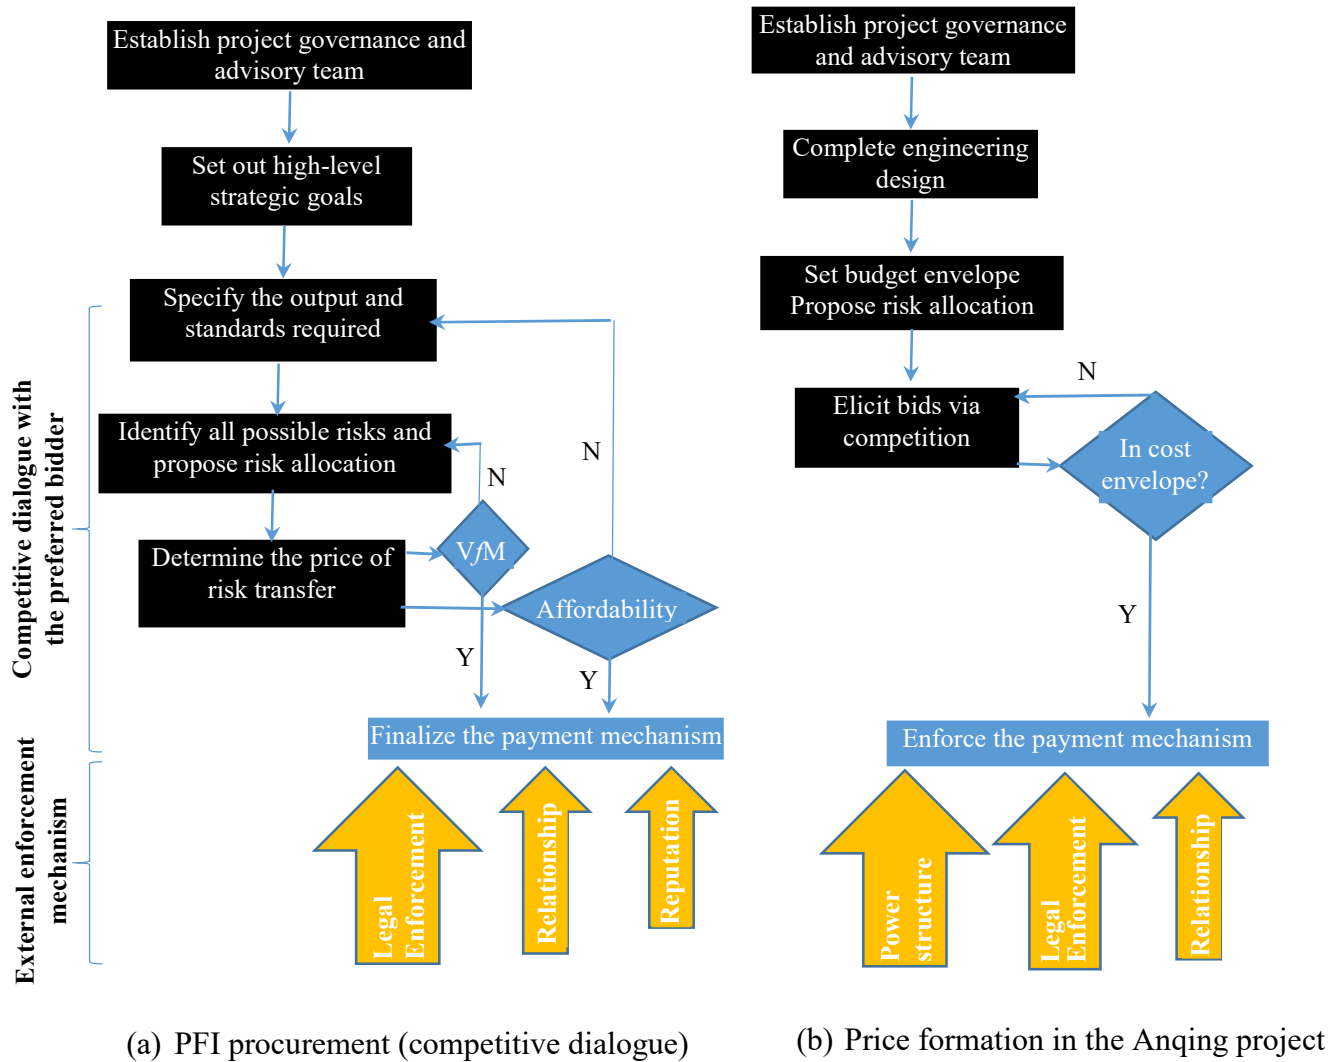 Establish project governance and
advisory team
Set out high-level
strategic goals
Specify the output and
standards required
Identify all possible risks and
propose risk allocation
Determine the price of
risk transfer
VfM
N
N
Affordability
Y
Y
Finalize the payment mechanism
Competitive dialogue with
the preferred bidder
External enforcement
mechanism
Legal
Enforcement
Relationship
Reputation
(a) PFI procurement (competitive dialogue)
Establish project governance
and advisory team
Complete engineering
design
Set budget envelope
Propose risk allocation
Elicit bids via
competition
N
In cost
envelope?
Y
Enforce the payment mechanism
Power
structure
Legal
Enforcement
Relationship
(b) Price formation in the Anqing project